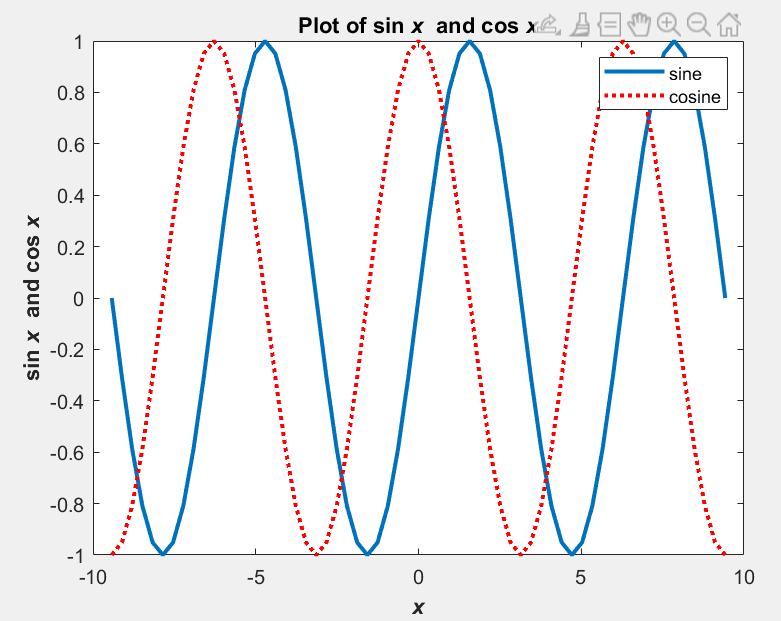 Plot of sin x and cos x
sine
cosine
1
0.8
0.6
0.4
0.2
0
-0.2
-0.4
-0.6
-0.8
-1
sin x and cos x
-10 -5 0 5 10
x